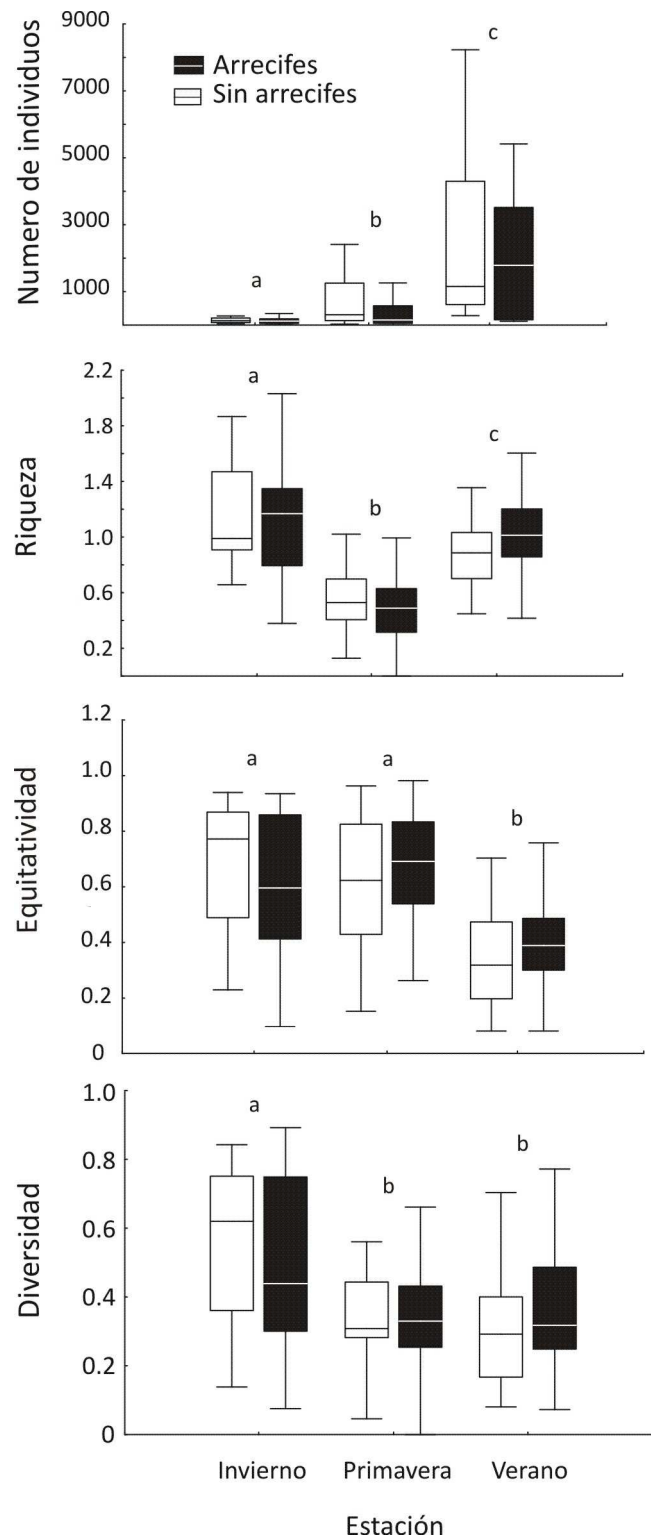 Numero de individuos
9000
7000
5000
3000
1000
Arrecifes
Sin arrecifes
a
b
c
Riqueza
2.2
1.8
1.4
1.0
0.6
0.2
a
b
c
Equitatividad
1.2
1.0
0.8
0.6
0.4
0.2
0
a
a
b
Diversidad
1.0
0.8
0.6
0.4
0.2
0
a
b
b
Invierno Primavera Verano
Estación